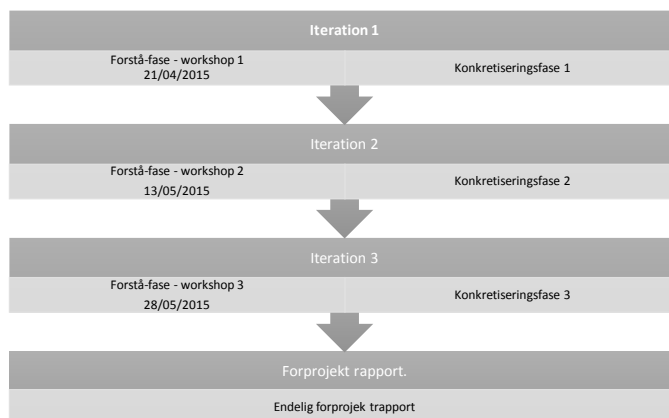 Iteration 1
Forstå-fase - workshop 1
21/04/2015
Konkretiseringsfase 1
Iteration 2
Forstå-fase - workshop 2
13/05/2015
Konkretiseringsfase 2
Iteration 3
Forstå-fase - workshop 3
28/05/2015
Konkretiseringsfase 3
Forprojekt rapport.
Endelig forprojek trapport